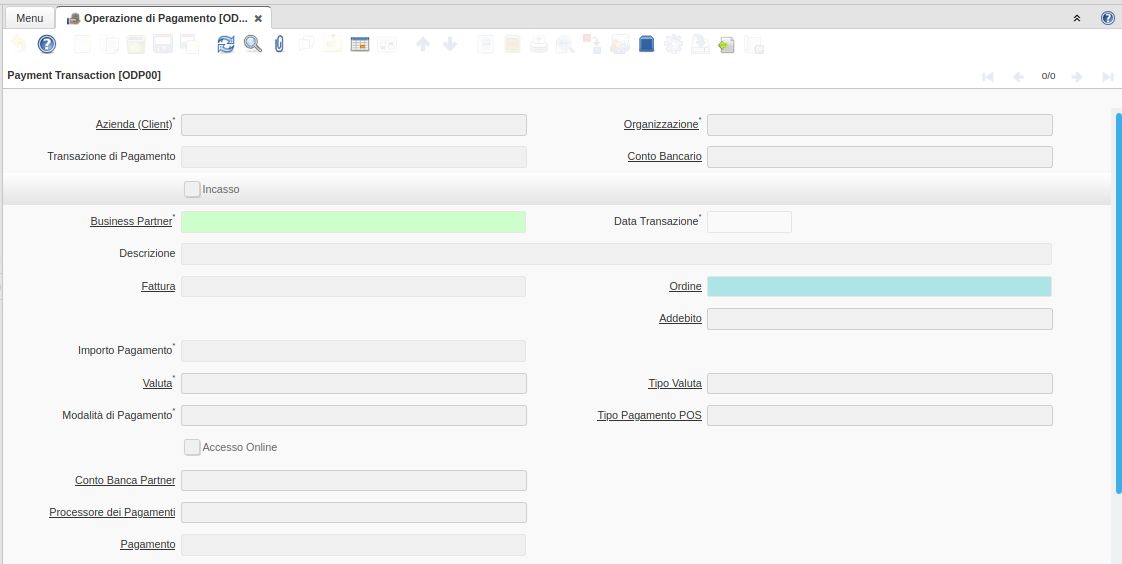 Menu
Operazione di Pagamento [OD...
Payment Transaction [ODP00]
0/0
Azienda (Client)*
Organizzazione*
Transazione di Pagamento
Conto Bancario
Incasso
Business Partner*
Data Transazione*
Descrizione
Fattura
Ordine
Addebito
Importo Pagamento*
Valuta*
Tipo Valuta
Modalità di Pagamento*
Tipo Pagamento POS
Accesso Online
Conto Banca Partner
Processore dei Pagamenti
Pagamento